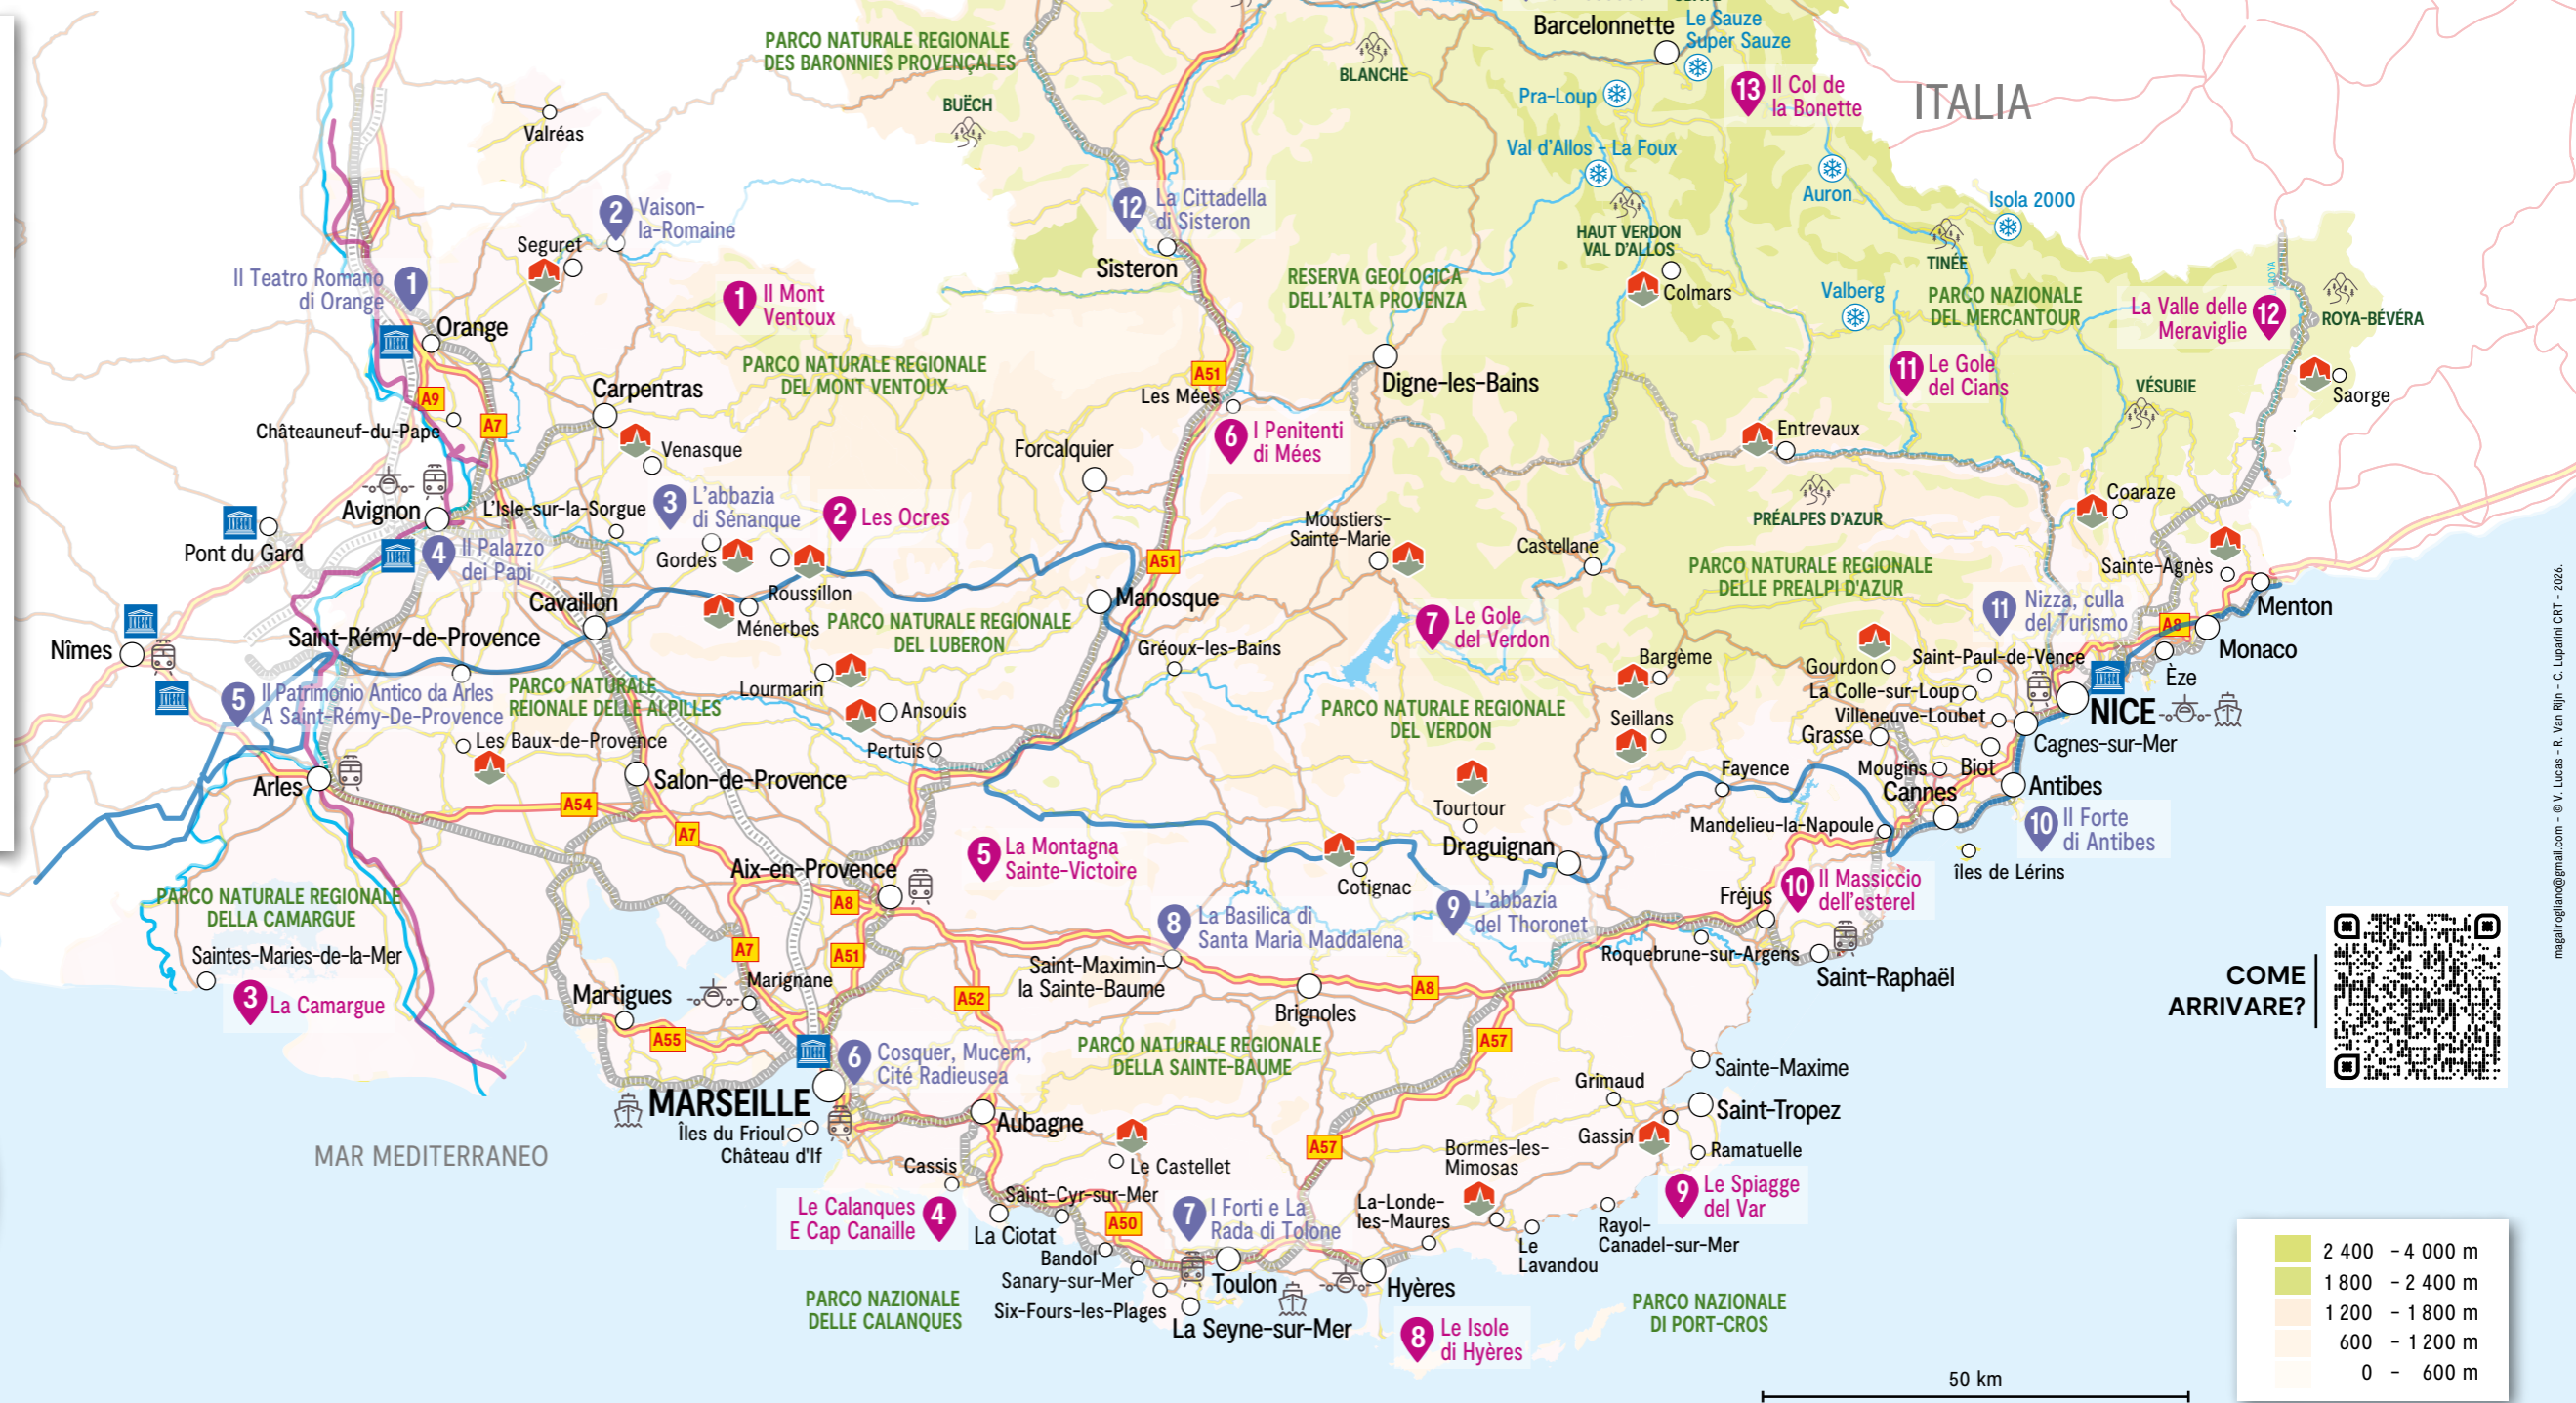 PARCO NATURALE REGIONALE
DES BARONNIES PROVENÇALES
BUËCH
Valréas
BLANCHE
Barcelonnette
Le Sauze
Super Sauze
Pra-Loup
13
Il Col de
la Bonette
ITALIA
Val d'Allos - La Foux
Auron
Isola 2000
HAUT VERDON
VAL D'ALLOS
Colmars
TINÉE
Valberg
PARCO NAZIONALE
DEL MERCANTOUR
La Valle delle
Meraviglie
12
ROYA-BÉVÉRA
Saorge
VÉSUBIE
11
Le Gole
del Cians
2
Vaison-
la-Romaine
Seguret
Il Teatro Romano
di Orange
1
Orange
1
Il Mont
Ventoux
12
La Cittadella
di Sisteron
Sisteron
RESERVA GEOLOGICA
DELL'ALTA PROVENZA
PARCO NATURALE REGIONALE
DEL MONT VENTOUX
A51
Les Mées
Digne-les-Bains
6
I Penitenti
di Mées
Carpentras
A9
A7
Châteauneuf-du-Pape
Venasque
Forcalquier
Entrevaux
Avignon
Pont du Gard
L'Isle-sur-la-Sorgue
3
L'abbazia
di Sénanque
2
Les Ocres
4
Il Palazzo
dei Papi
Gordes
Roussillon
Cavaillon
Ménerbes
PARCO NATURALE REGIONALE
DEL LUBERON
A51
Manosque
Moustiers-
Sainte-Marie
Castellane
PRÉALPES D'AZUR
PARCO NATURALE REGIONALE
DELLE PREALPI D'AZUR
Coaraze
Sainte-Agnès
Menton
A8
Monaco
Èze
11
Nizza, culla
del Turismo
Nîmes
Saint-Rémy-de-Provence
5
Il Patrimonio Antico da Arles
A Saint-Rémy-De-Provence
PARCO NATURALE
REIONALE DELLE ALPILLES
Lourmarin
Ansouis
Pertuis
Gréoux-les-Bains
7
Le Gole
del Verdon
PARCO NATURALE REGIONALE
DEL VERDON
Bargème
Seillans
Gourdon
Saint-Paul-de-Vence
La Colle-sur-Loup
Villeneuve-Loubet
Grasse
NICE
Cagnes-sur-Mer
Mougins
Biot
Cannes
Antibes
10
Il Forte
di Antibes
Les Baux-de-Provence
Arles
Salon-de-Provence
A54
A7
Fayence
Tourtour
Draguignan
Mandelieu-la-Napoule
îles de Lérins
5
La Montagna
Sainte-Victoire
Aix-en-Provence
A8
A7
A51
Cotignac
9
L'abbazia
del Thoronet
10
Il Massiccio
dell'esterel
Fréjus
Roquebrune-sur-Argens
Saint-Raphaël
PARCO NATURALE REGIONALE
DELLA CAMARGUE
Saintes-Maries-de-la-Mer
3
La Camargue
Martigues
Marignane
A55
A52
8
La Basilica di
Santa Maria Maddalena
Saint-Maximin-
la Sainte-Baume
Brignoles
A8
A57
PARCO NATURALE REGIONALE
DELLA SAINTE-BAUME
6
Cosquer, Mucem,
Cité Radieusea
MARSEILLE
Îles du Frioul
Château d'If
Aubagne
MAR MEDITERRANEO
Cassis
Le Castellet
Le Calanques
E Cap Canaille
4
La Ciotat
Saint-Cyr-sur-Mer
A50
Bandol
Sanary-sur-Mer
Six-Fours-les-Plages
La Seyne-sur-Mer
7
I Forti e La
Rada di Tolone
Toulon
PARCO NAZIONALE
DELLE CALANQUES
A57
Hyères
La-Londe-
les-Maures
Bormes-les-
Mimosas
Le
Lavandou
Rayol-
Canadel-sur-Mer
Grimaud
Sainte-Maxime
Saint-Tropez
Gassin
Ramatuelle
9
Le Spiagge
del Var
8
Le Isole
di Hyères
PARCO NAZIONALE
DI PORT-CROS
COME
ARRIVARE?
magalirogliano@gmail.com - © V. Lucas - R. Van Rijn - C. Luparini CRT - 2026.
50 km
2 400 - 4 000 m
1 800 - 2 400 m
1 200 - 1 800 m
600 - 1 200 m
0 - 600 m